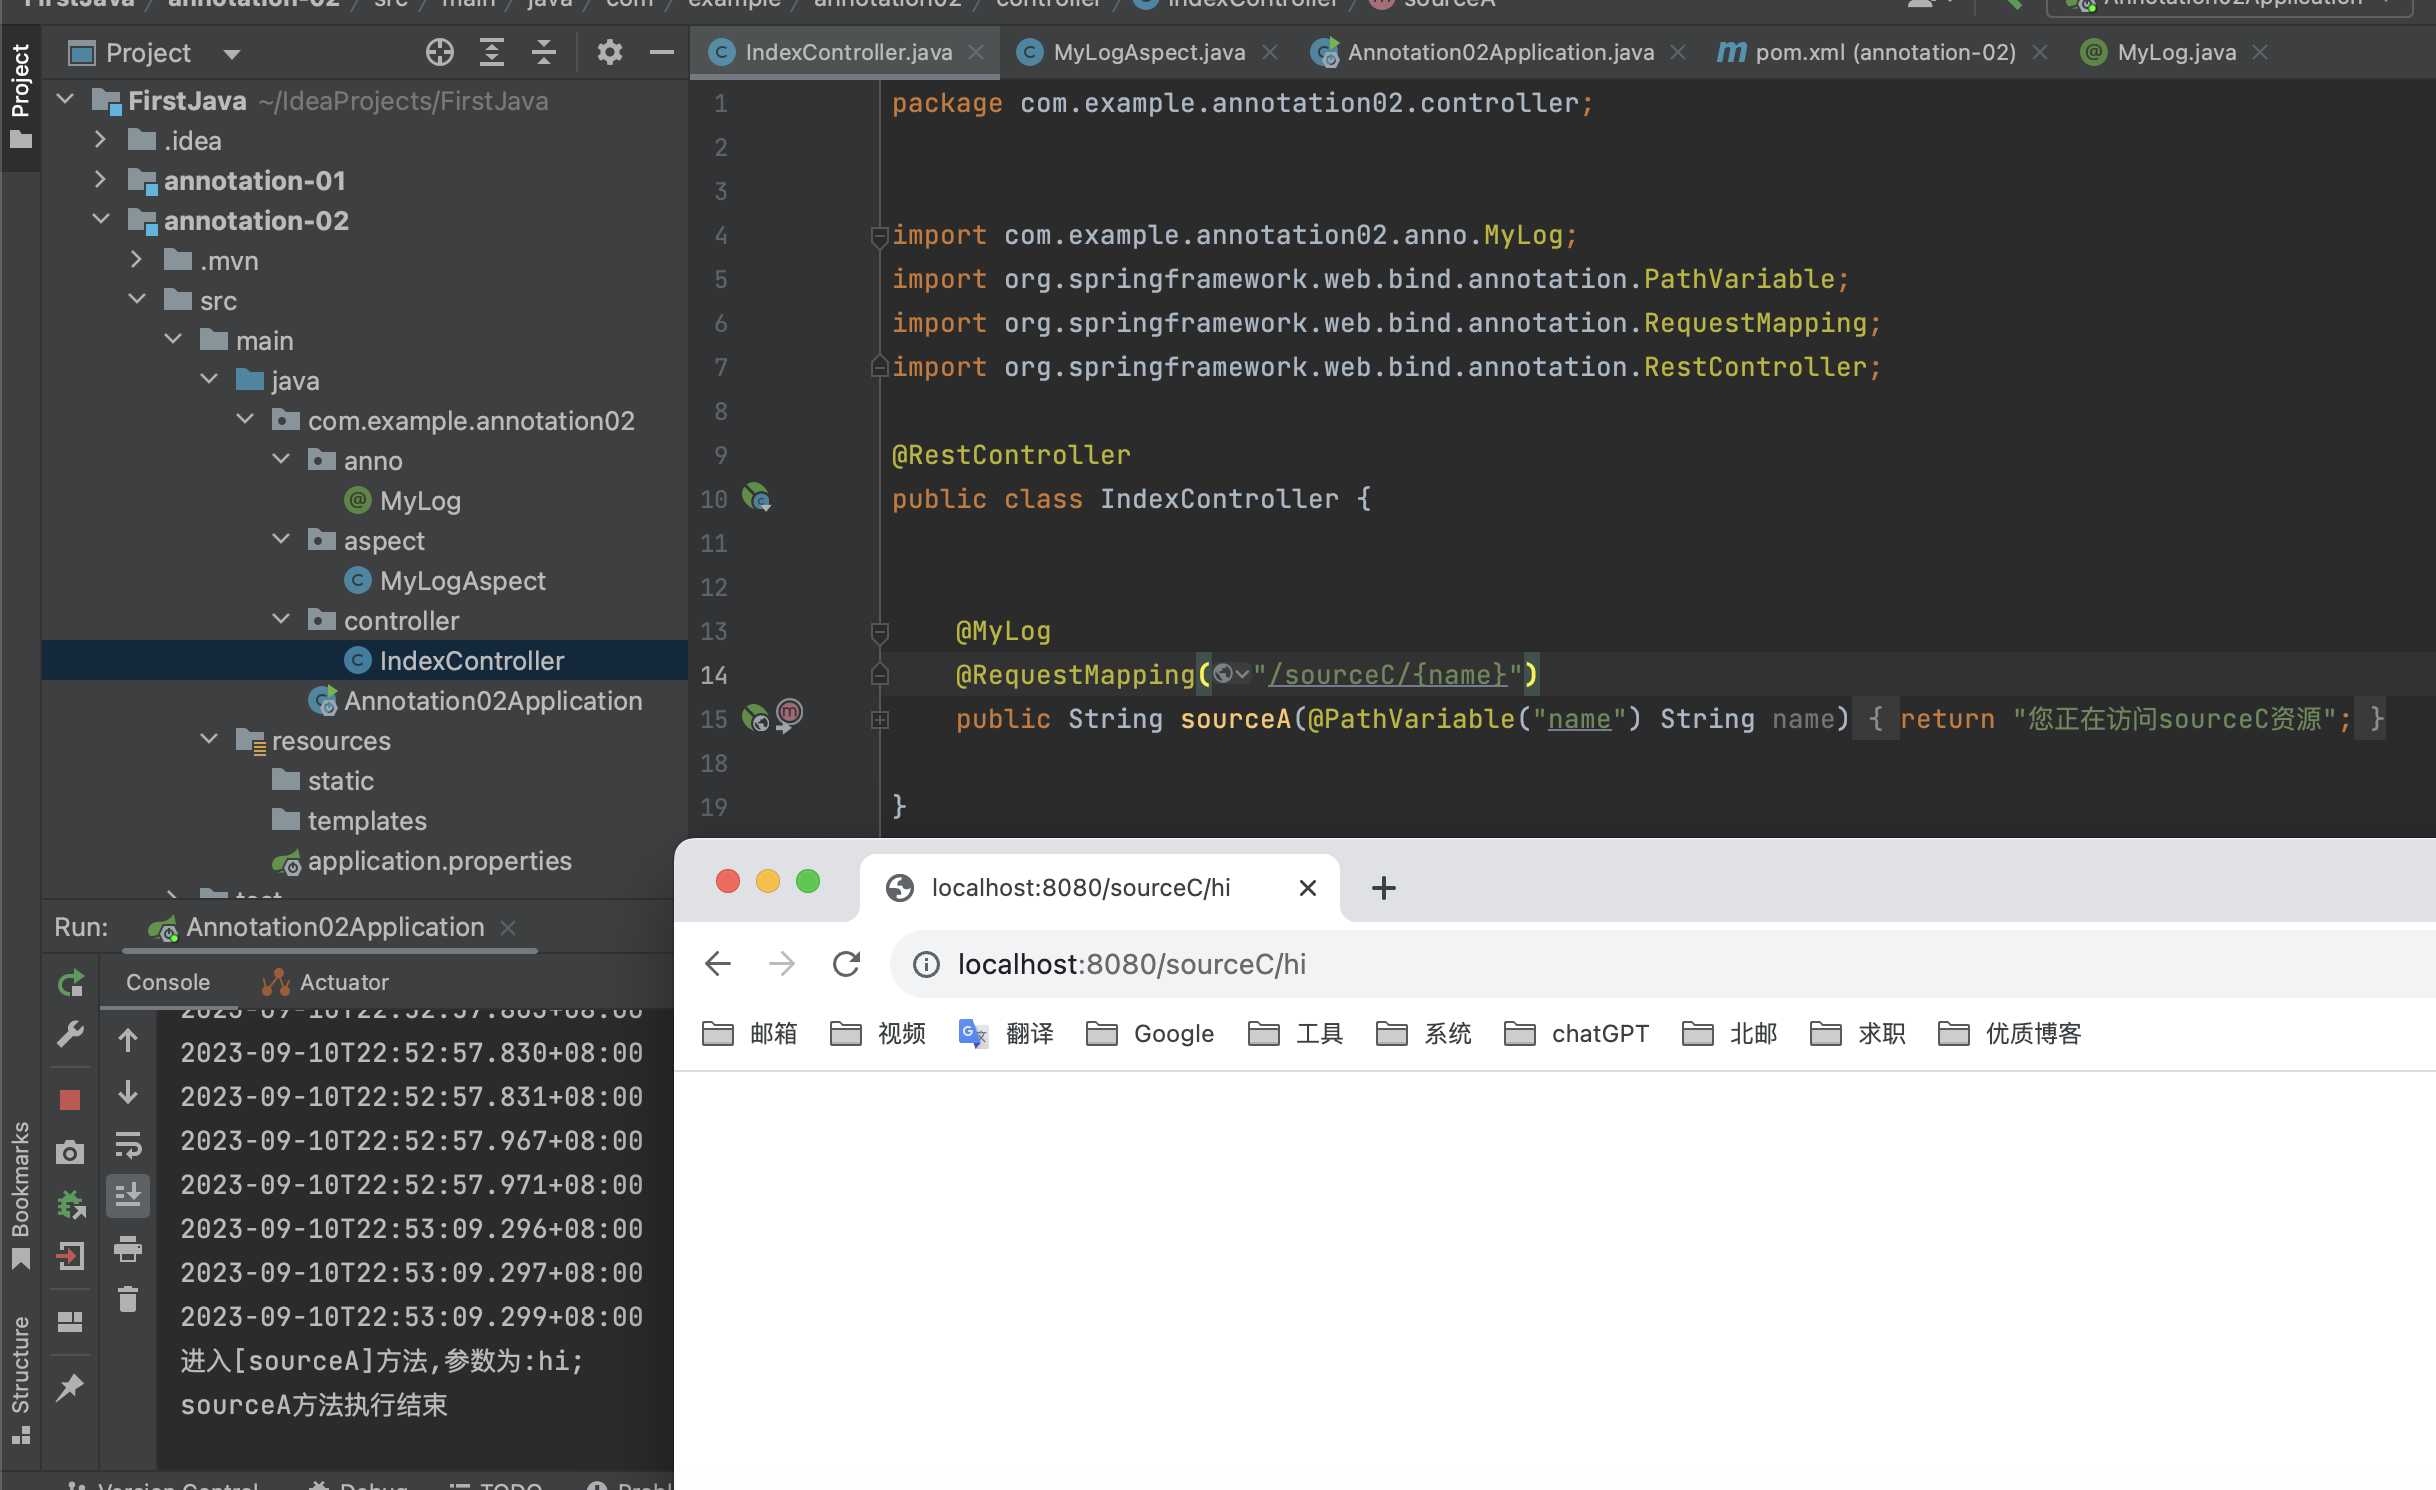 FirstJava / annotation-02 / src / main / java / com / example / annotation02 / controller / IndexController / sourceA
Annotation02Application
Project
Project
IndexController.java
MyLogAspect.java
Annotation02Application.java
pom.xml (annotation-02)
MyLog.java
FirstJava ~/IdeaProjects/FirstJava
.idea
annotation-01
annotation-02
.mvn
src
main
java
com.example.annotation02
anno
MyLog
aspect
MyLogAspect
controller
IndexController
Annotation02Application
resources
static
templates
application.properties
test
1 package com.example.annotation02.controller;
2
3
4 import com.example.annotation02.anno.MyLog;
5 import org.springframework.web.bind.annotation.PathVariable;
6 import org.springframework.web.bind.annotation.RequestMapping;
7 import org.springframework.web.bind.annotation.RestController;
8
9 @RestController
10 public class IndexController {
11
12
13 @MyLog
14 @RequestMapping("/sourceC/{name}")
15 public String sourceA(@PathVariable("name") String name) { return "您正在访问sourceC资源"; }
18
19 }
Run: Annotation02Application
Console
Actuator
2023-09-10T22:52:57.830+08:00
2023-09-10T22:52:57.831+08:00
2023-09-10T22:52:57.967+08:00
2023-09-10T22:52:57.971+08:00
2023-09-10T22:53:09.296+08:00
2023-09-10T22:53:09.297+08:00
2023-09-10T22:53:09.299+08:00
进入[sourceA]方法,参数为:hi;
sourceA方法执行结束
Bookmarks
Structure
Version Control
Debug
TODO
localhost:8080/sourceC/hi
localhost:8080/sourceC/hi
邮箱
视频
翻译
Google
工具
系统
chatGPT
北邮
求职
优质博客